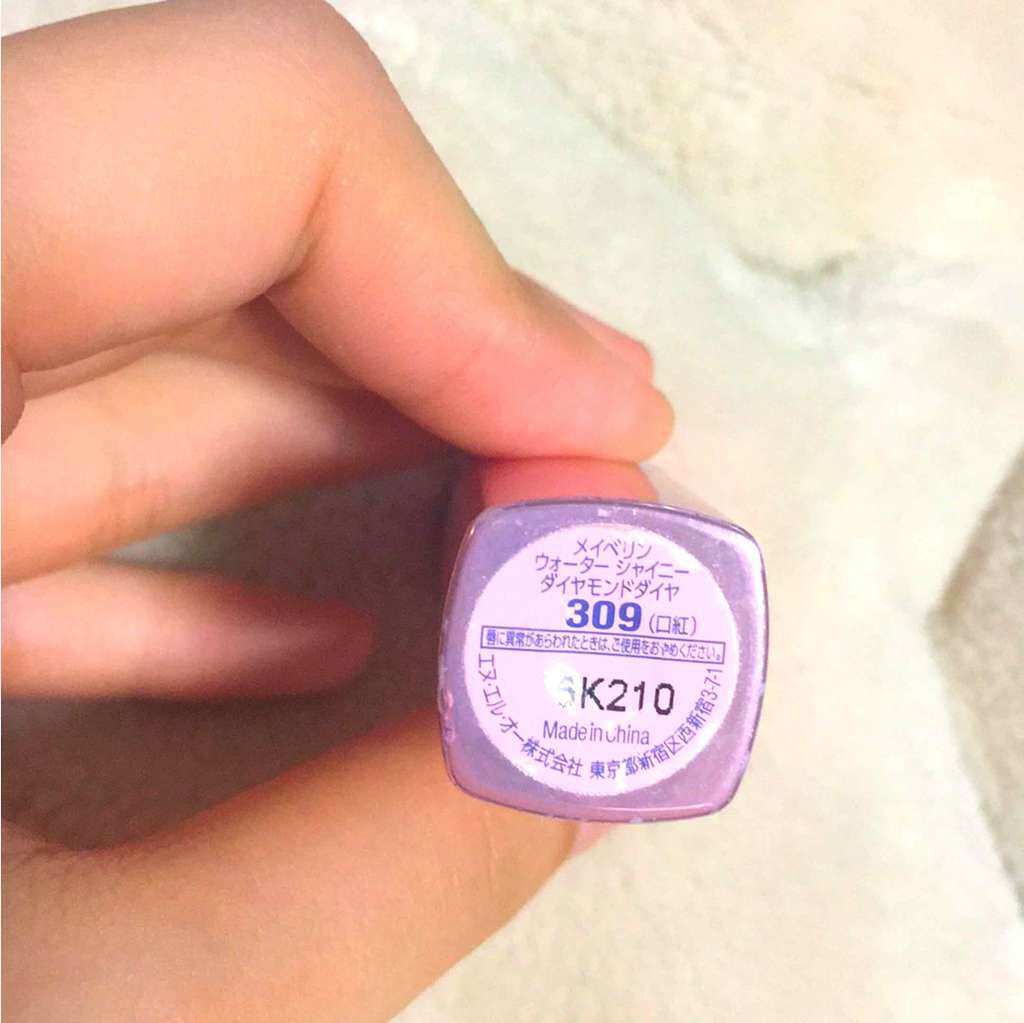 メイベリン
ウォーター シャイニー
ダイヤモンドダイヤ
309 (口紅)
唇に異常があらわれたときは、ご使用をおやめください。
K210
Made in China
エヌ・エル・オー株式会社 東京都新宿区西新宿3-7-1